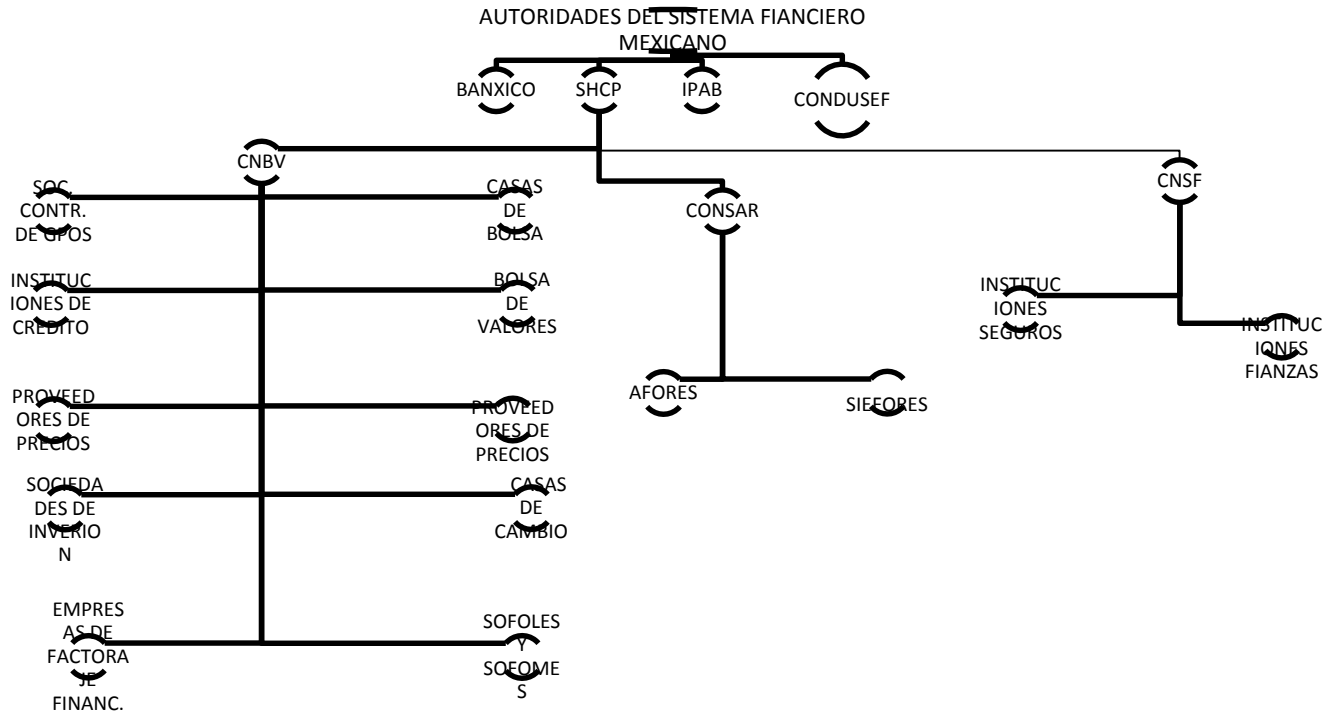 AUTORIDADES DEL SISTEMA FIANCIERO
MEXICANO
BANXICO
SHCP
IPAB
CONDUSEF
CNBV
CONSAR
CNSF
SOC.
CONTR.
DE GPOS
CASAS
DE
BOLSA
INSTITUC
IONES DE
CREDITO
BOLSA
DE
VALORES
PROVEED
ORES DE
PRECIOS
PROVEED
ORES DE
PRECIOS
SOCIEDA
DES DE
INVERIO
N
CASAS
DE
CAMBIO
EMPRES
AS DE
FACTORA
JE
FINANC.
SOFOLES
Y
SOFOME
S
AFORES
SIEFORES
INSTITUC
IONES
SEGUROS
INSTITUC
IONES
FIANZAS